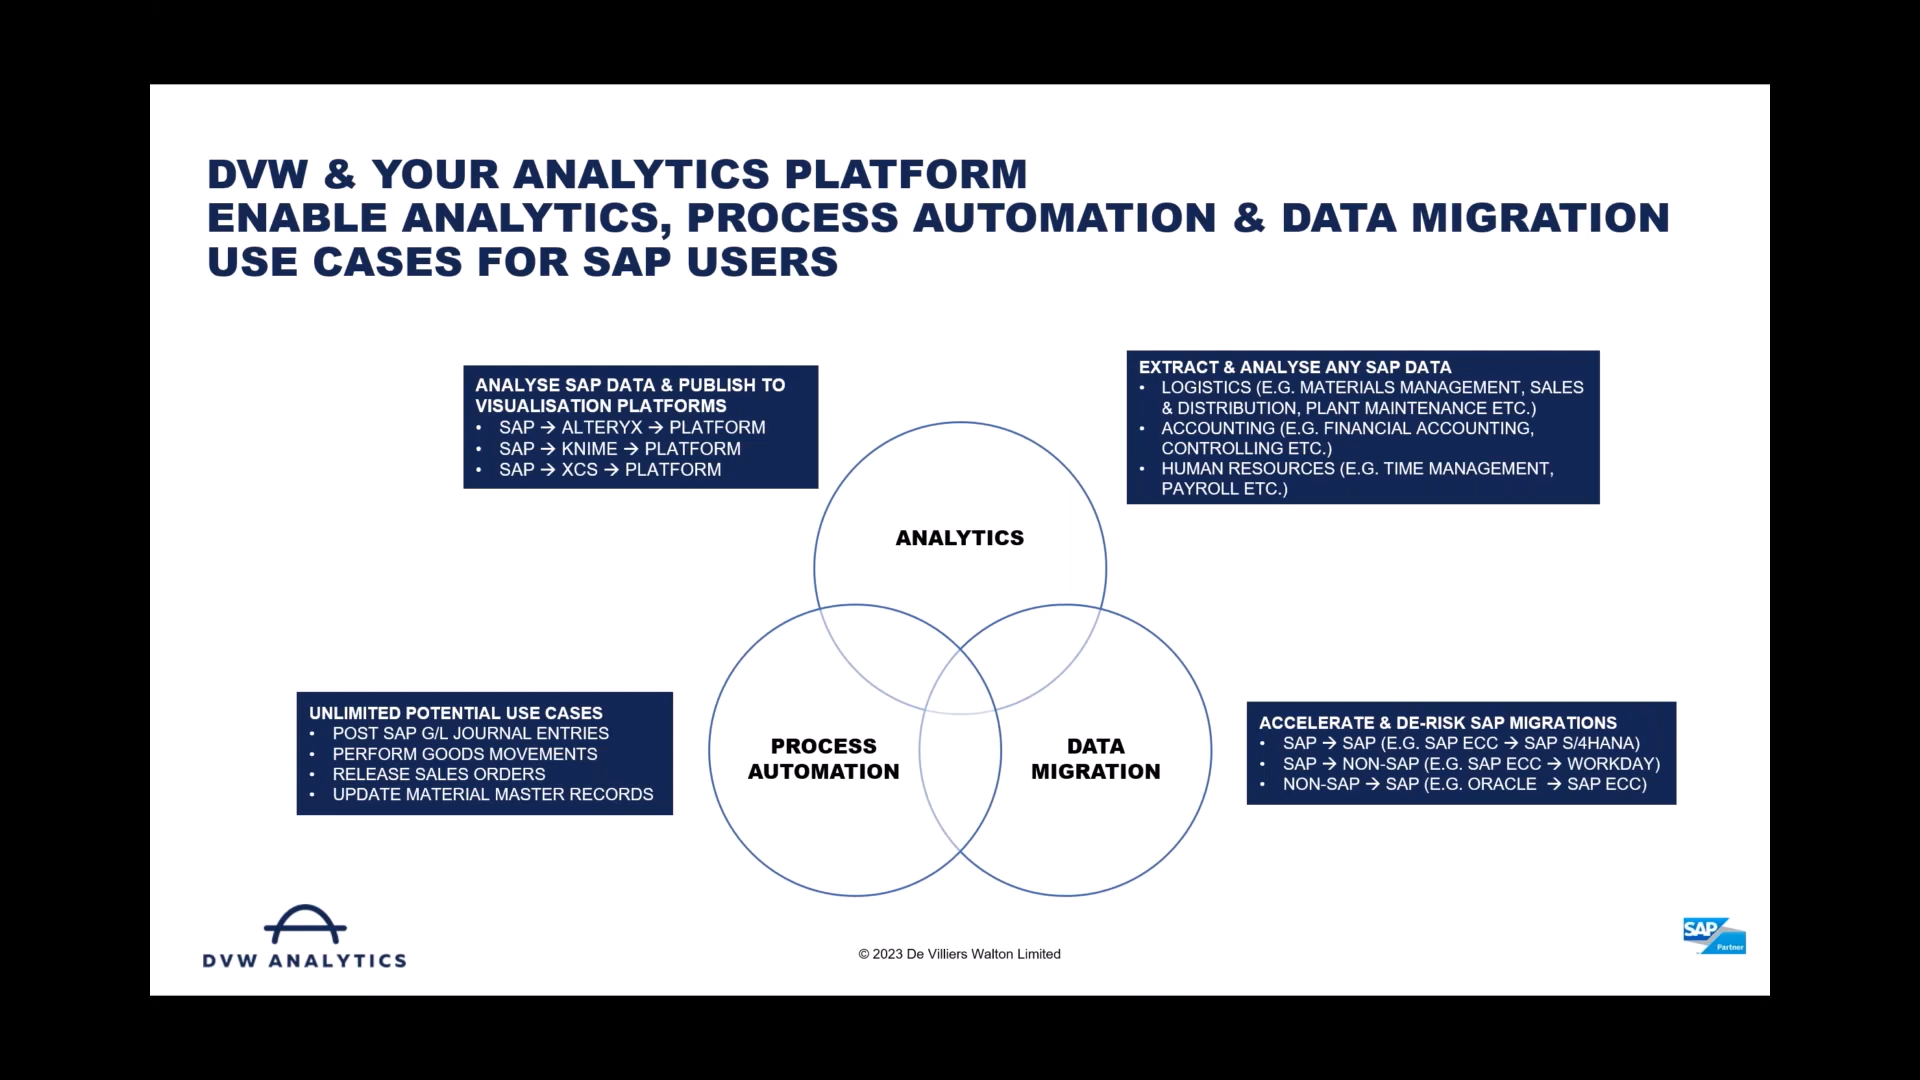 DVW & YOUR ANALYTICS PLATFORM
ENABLE ANALYTICS, PROCESS AUTOMATION & DATA MIGRATION
USE CASES FOR SAP USERS
ANALYSE SAP DATA & PUBLISH TO
VISUALISATION PLATFORMS
• SAP → ALTERYX → PLATFORM
• SAP → KNIME → PLATFORM
• SAP → XCS → PLATFORM
EXTRACT & ANALYSE ANY SAP DATA
• LOGISTICS (E.G. MATERIALS MANAGEMENT, SALES
& DISTRIBUTION, PLANT MAINTENANCE ETC.)
• ACCOUNTING (E.G. FINANCIAL ACCOUNTING,
CONTROLLING ETC.)
• HUMAN RESOURCES (E.G. TIME MANAGEMENT,
PAYROLL ETC.)
ANALYTICS
UNLIMITED POTENTIAL USE CASES
• POST SAP G/L JOURNAL ENTRIES
• PERFORM GOODS MOVEMENTS
• RELEASE SALES ORDERS
• UPDATE MATERIAL MASTER RECORDS
PROCESS
AUTOMATION
DATA
MIGRATION
ACCELERATE & DE-RISK SAP MIGRATIONS
• SAP → SAP (E.G. SAP ECC → SAP S/4HANA)
• SAP → NON-SAP (E.G. SAP ECC → WORKDAY)
• NON-SAP → SAP (E.G. ORACLE → SAP ECC)
DVW ANALYTICS
© 2023 De Villiers Walton Limited
SAP
Partner